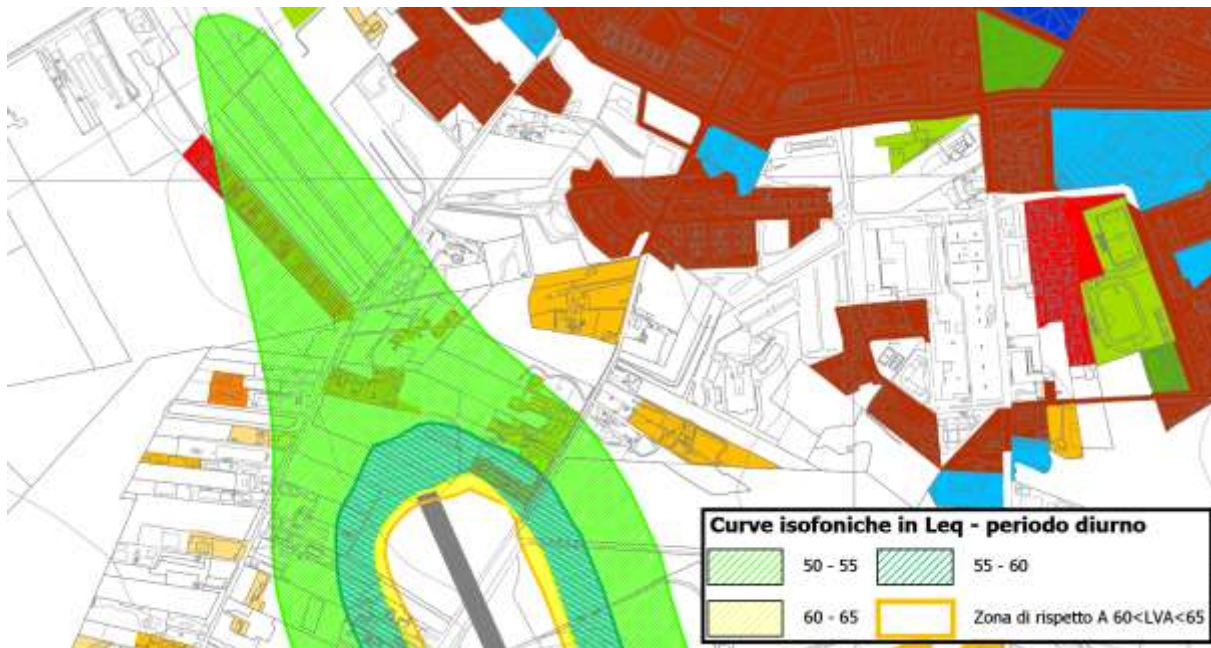 Curve isofoniche in Leq - periodo diurno
50 - 55 55 - 60
60 - 65 Zona di rispetto A 60<LVA<65